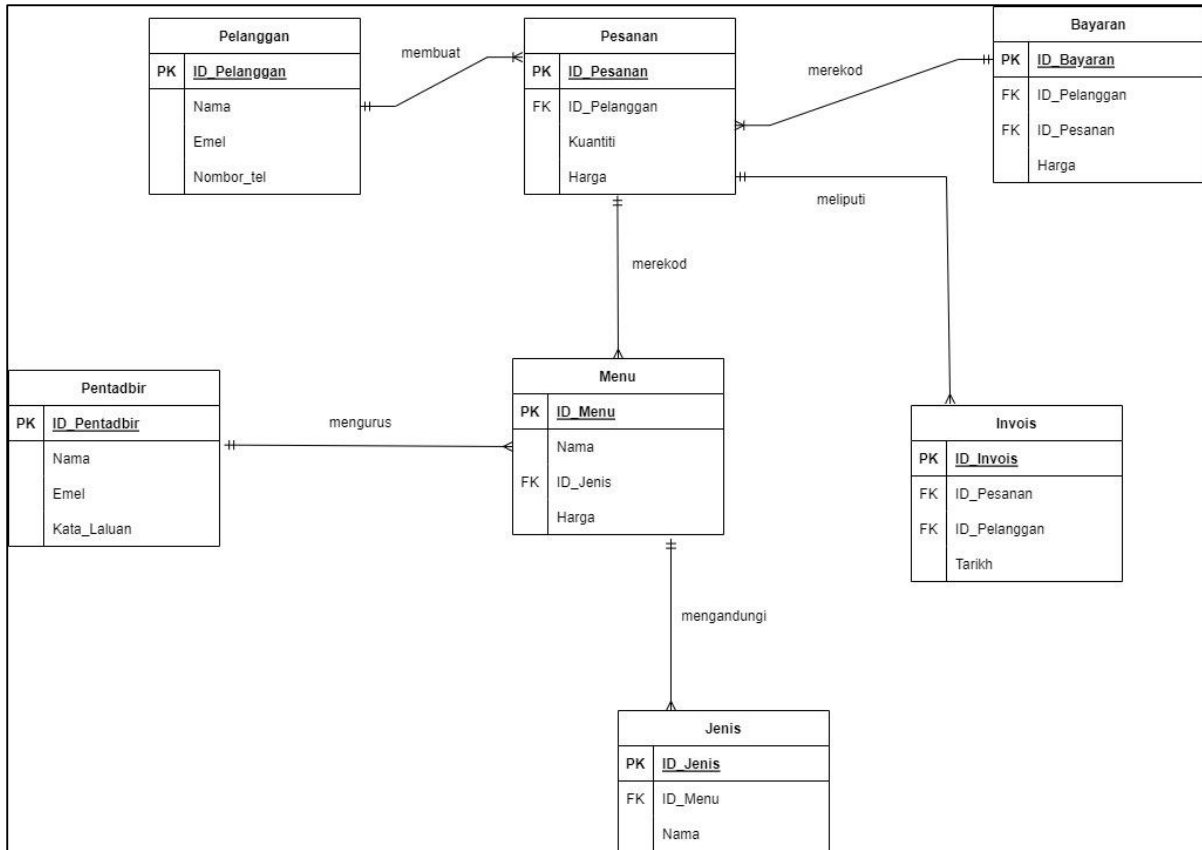 Pelanggan
PK ID_Pelanggan
Nama
Emel
Nombor_tel
membuat
Pesanan
PK ID_Pesanan
FK ID_Pelanggan
Kuantiti
Harga
merekod
Bayaran
PK ID_Bayaran
FK ID_Pelanggan
FK ID_Pesanan
Harga
meliputi
merekod
Pentadbir
PK ID_Pentadbir
Nama
Emel
Kata_Laluan
mengurus
Menu
PK ID_Menu
Nama
FK ID_Jenis
Harga
Invois
PK ID_Invois
FK ID_Pesanan
FK ID_Pelanggan
Tarikh
mengandungi
Jenis
PK ID_Jenis
FK ID_Menu
Nama